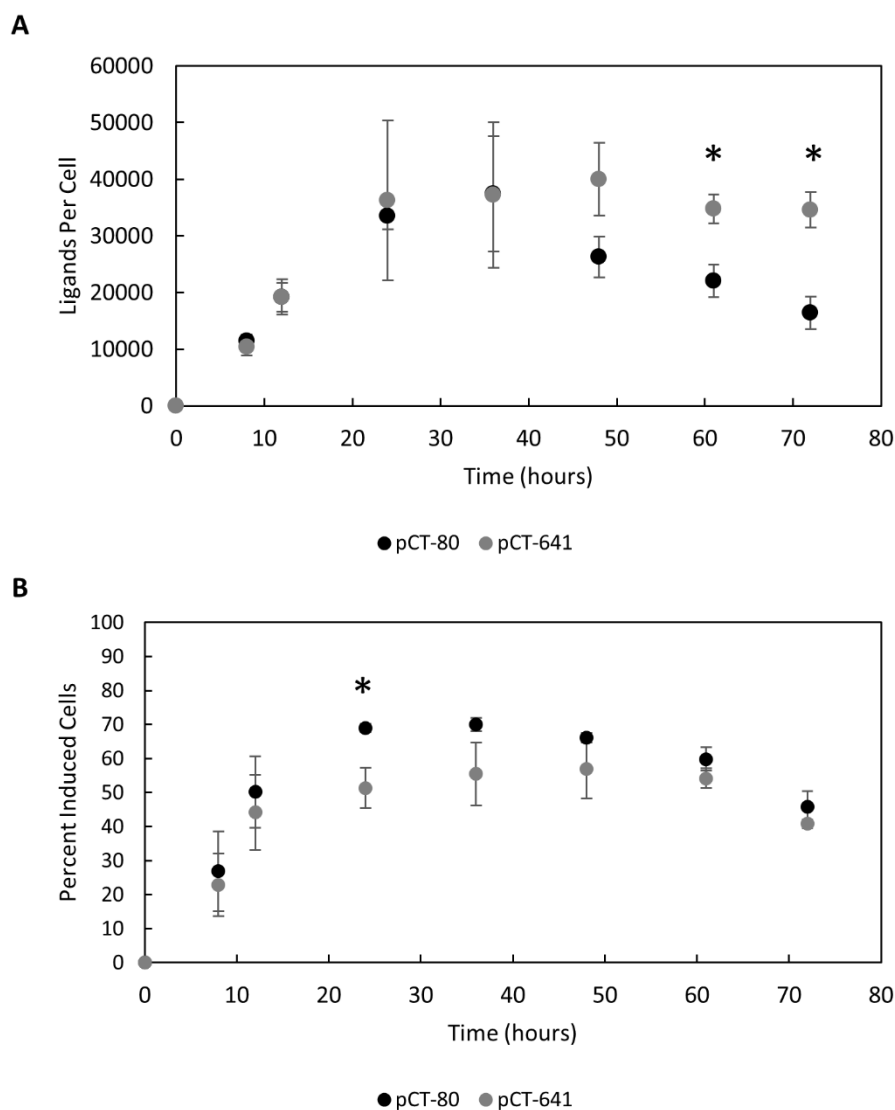 A
60000
50000
40000
30000
20000
10000
0
Ligands Per Cell
*
*
0 10 20 30 40 50 60 70 80
Time (hours)
pCT-80 pCT-641
B
100
90
80
70
60
50
40
30
20
10
0
Percent Induced Cells
*
0 10 20 30 40 50 60 70 80
Time (hours)
pCT-80 pCT-641